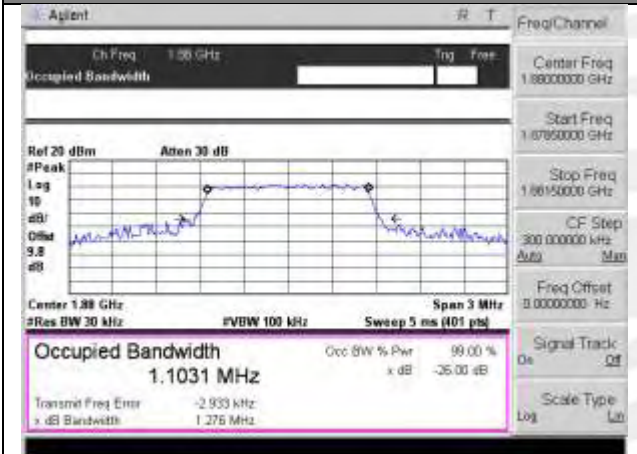 Agilent R T
Ch Freq 1.88 GHz Trig Free
Occupied Bandwidth
Ref 20 dBm Atten 30 dB
#Peak
Log
10
dB/
Offst
9.8
dB
Center 1.88 GHz Span 3 MHz
#Res BW 30 kHz #VBW 100 kHz Sweep 5 ms (401 pts)
Occupied Bandwidth Occ BW % Pwr 99.00 %
1.1031 MHz x dB -26.00 dB
Transmit Freq Error -2.933 kHz
x dB Bandwidth 1.276 MHz
Freq/Channel
Center Freq
1.88000000 GHz
Start Freq
1.87850000 GHz
Stop Freq
1.88150000 GHz
CF Step
300.000000 kHz
Auto Man
Freq Offset
0.00000000 Hz
Signal Track
On Off
Scale Type
Log Lin